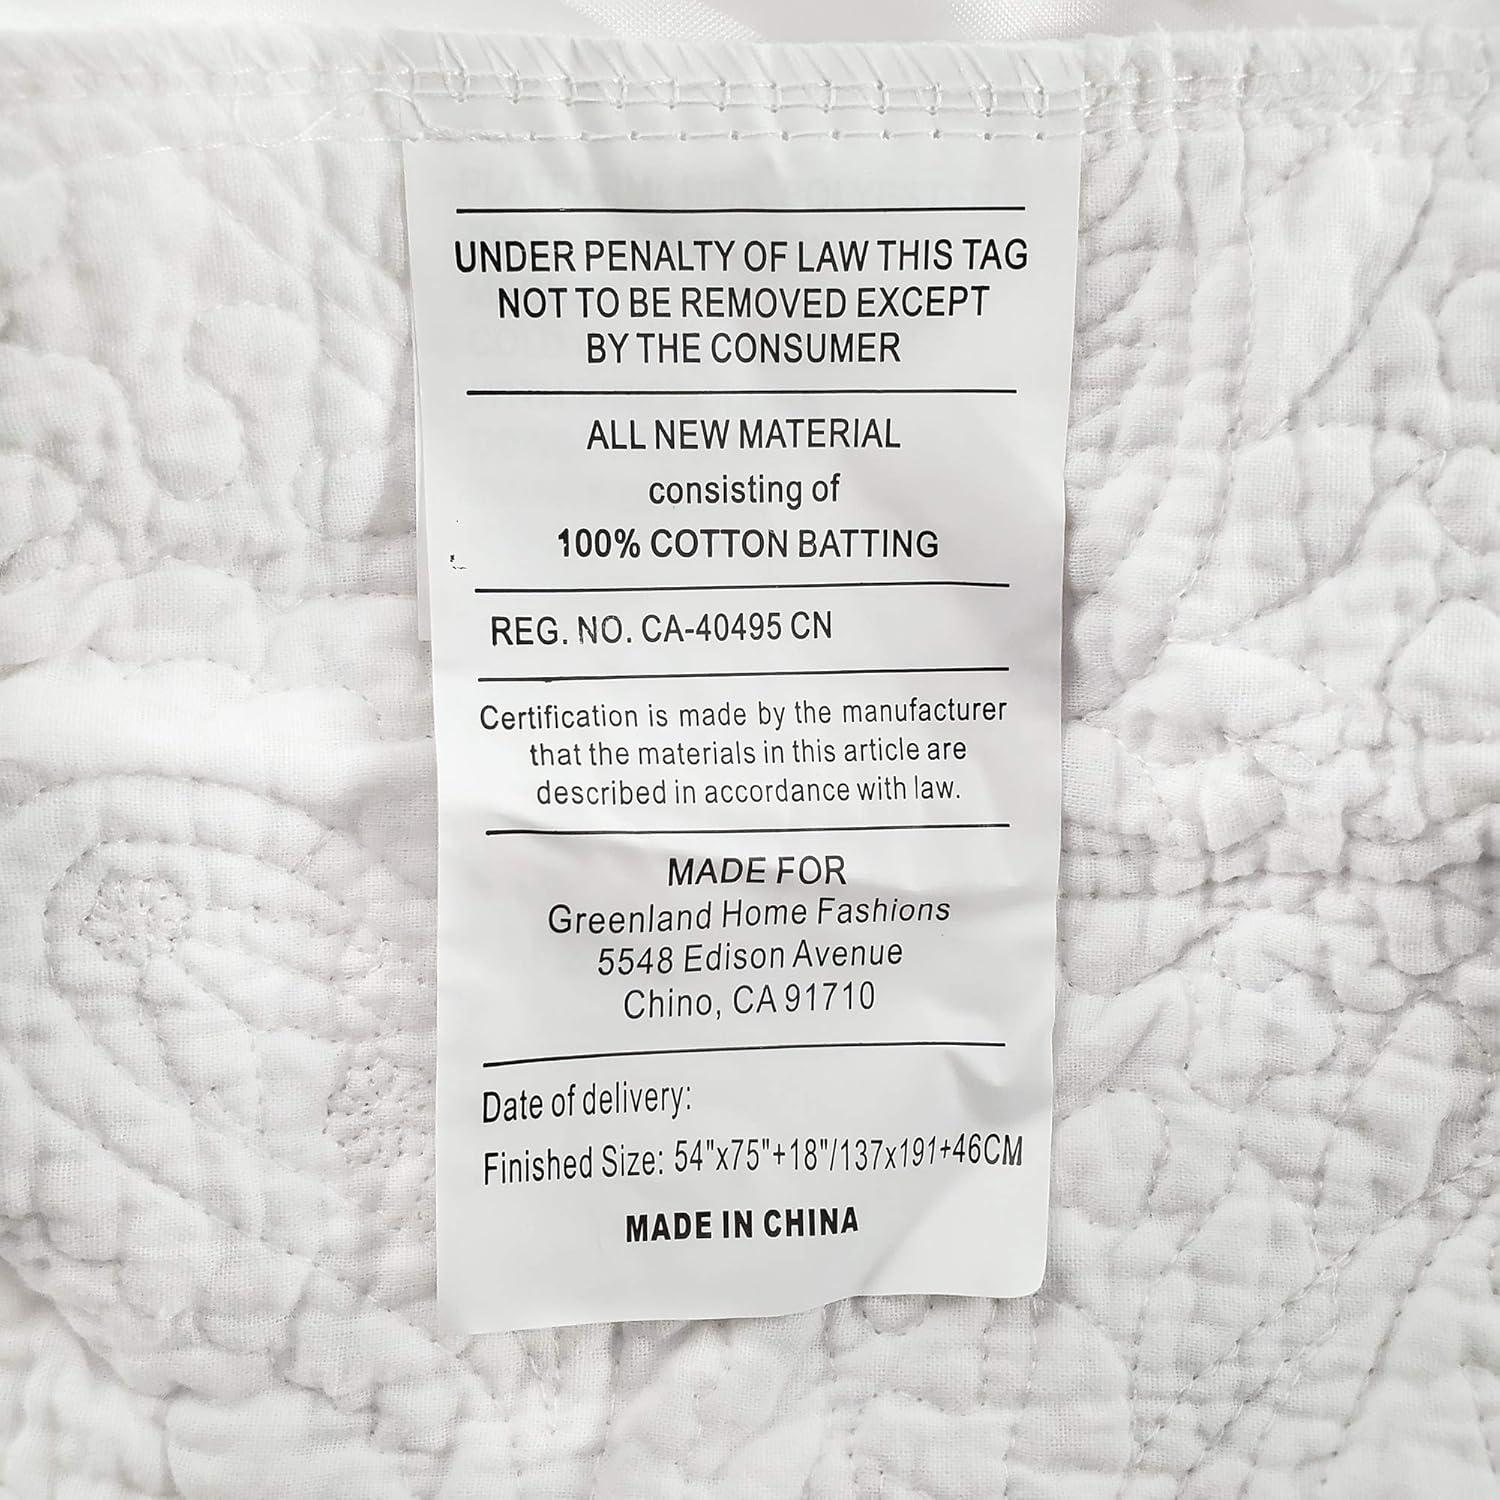 UNDER PENALTY OF LAW THIS TAG
NOT TO BE REMOVED EXCEPT
BY THE CONSUMER
ALL NEW MATERIAL
consisting of
100% COTTON BATTING
REG. NO. CA-40495 CN
Certification is made by the manufacturer
that the materials in this article are
described in accordance with law.
MADE FOR
Greenland Home Fashions
5548 Edison Avenue
Chino, CA 91710
Date of delivery:
Finished Size: 54"x75"+18"/137x191+46CM
MADE IN CHINA